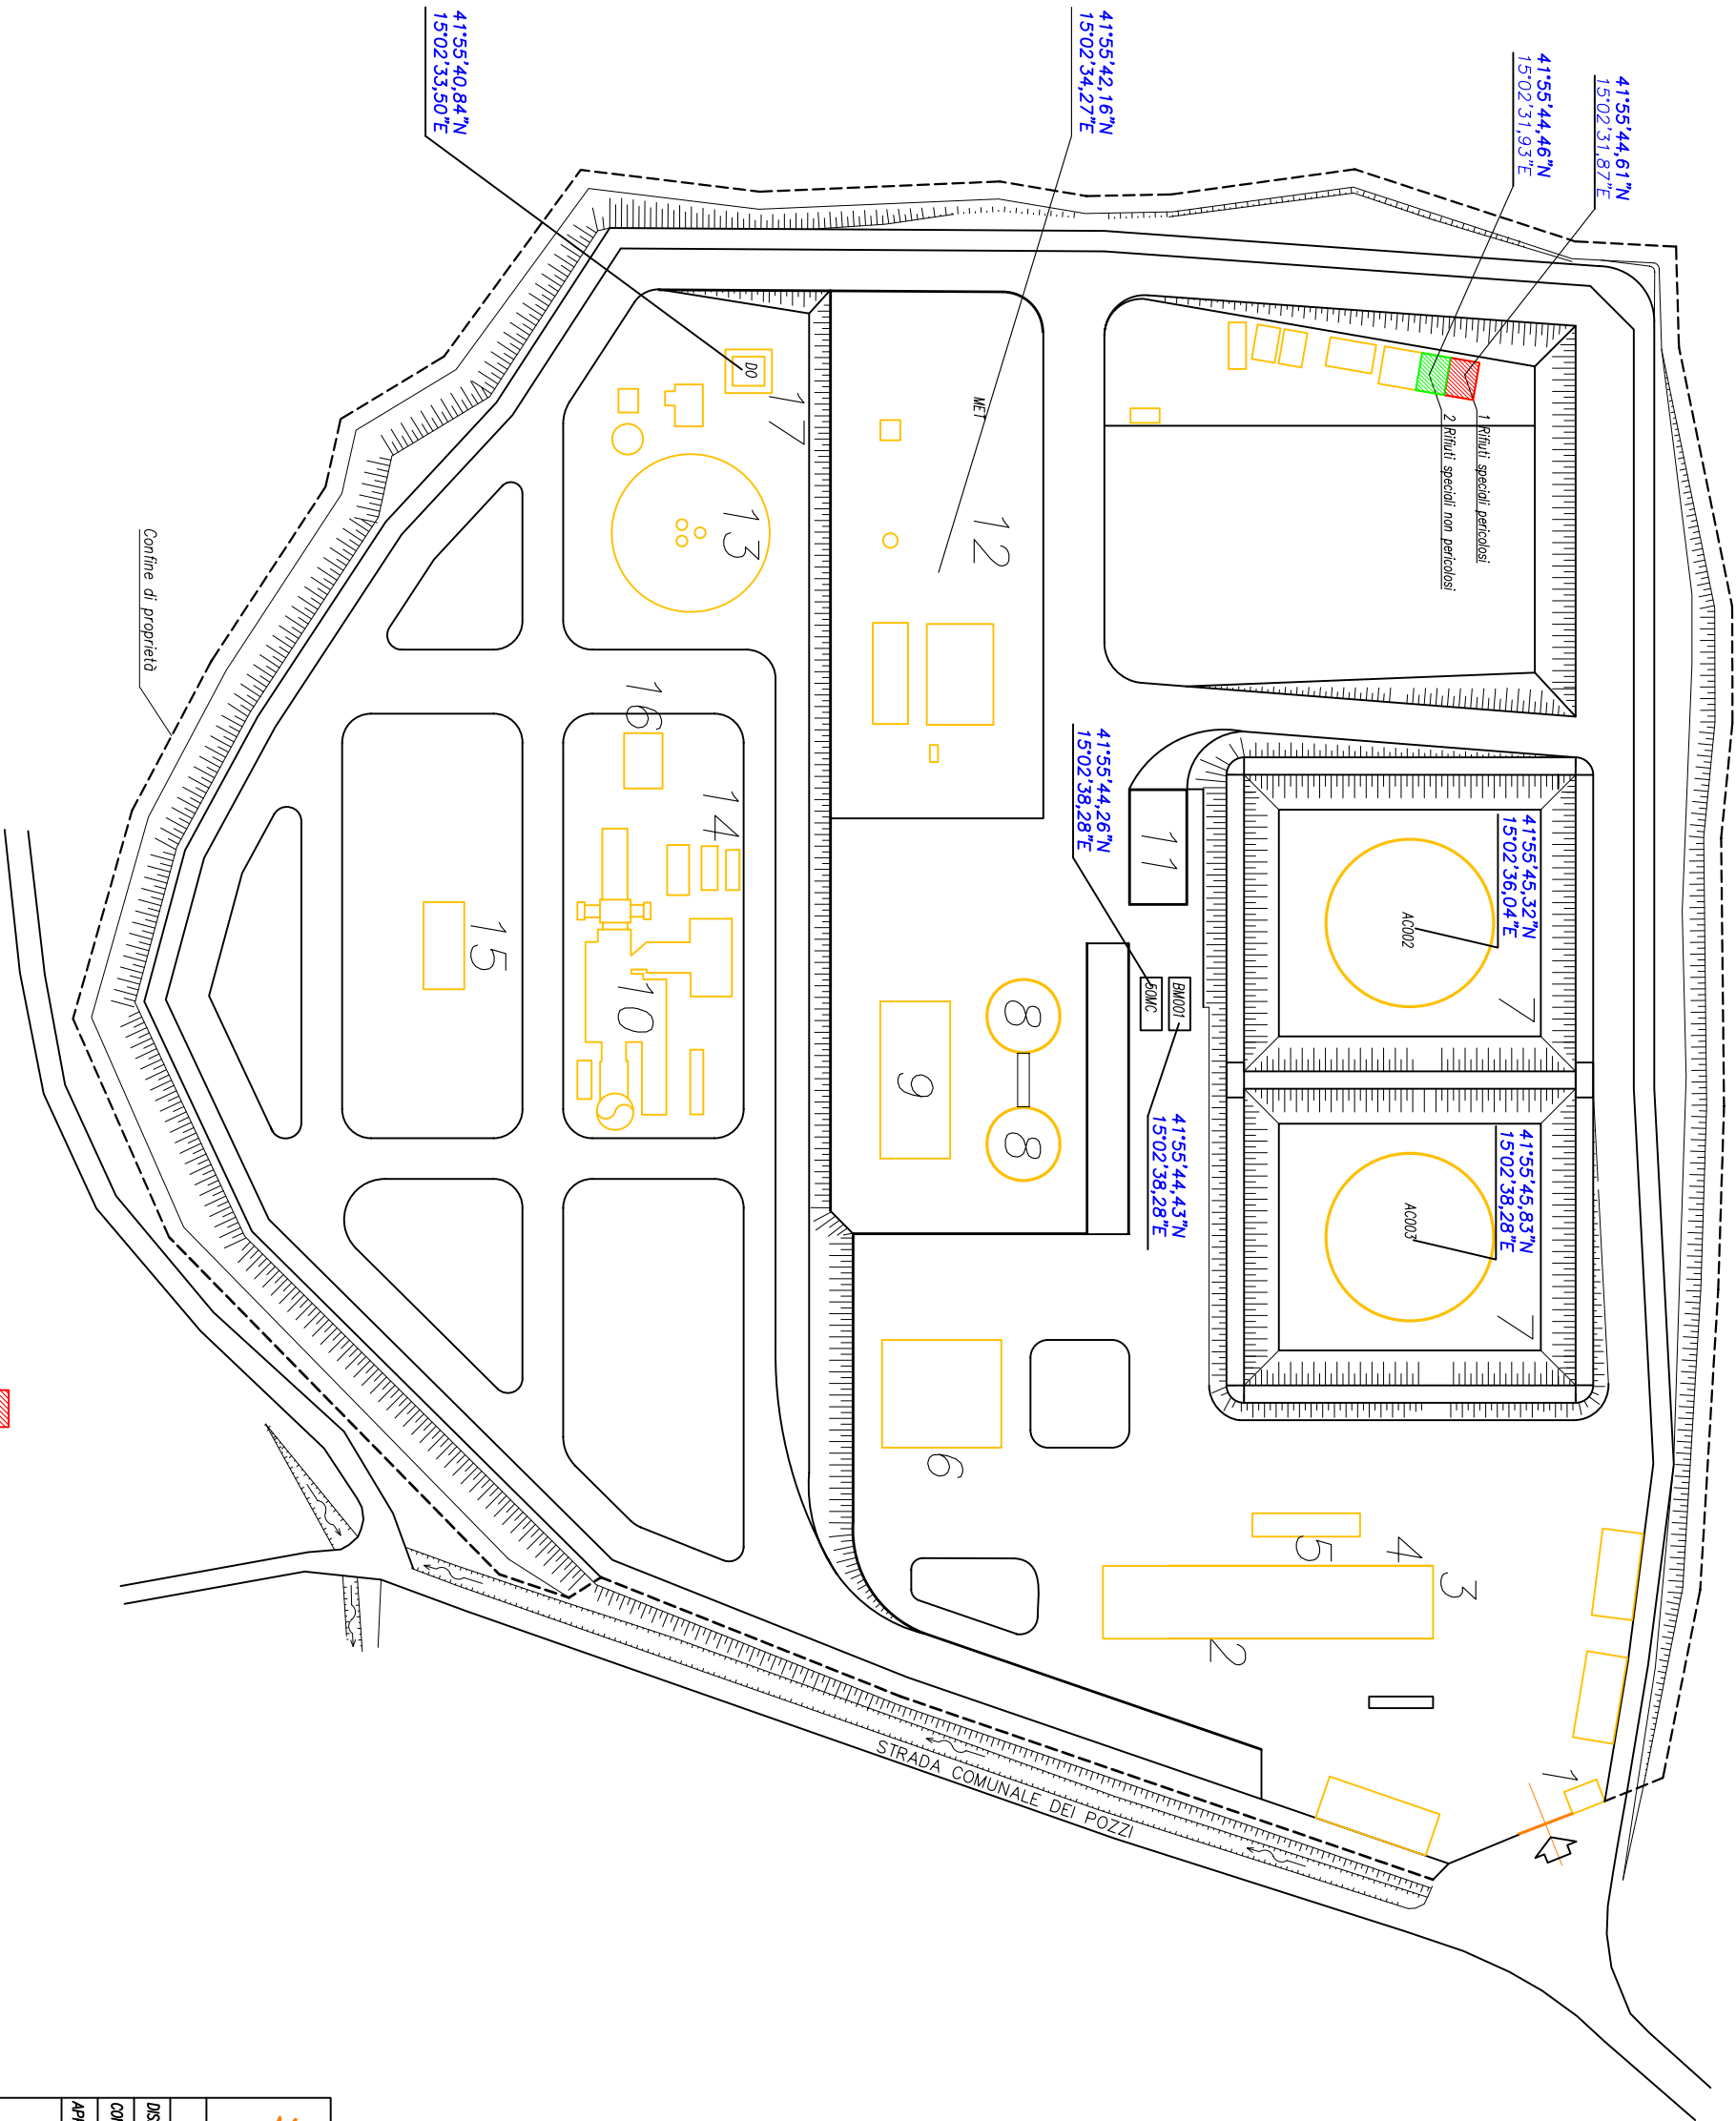 41°55'44,61"N
15°02'31,87"E
41°55'44,46"N
15°02'31,93"E
41°55'42,16"N
15°02'34,27"E
41°55'40,84"N
15°02'33,50"E
1 Rifiuti speciali pericolosi
2 Rifiuti speciali non pericolosi
MET
DO
17
12
13
Confine di proprietà
16
14
15
10
41°55'44,26"N
15°02'38,28"E
11
41°55'45,32"N
15°02'36,04"E
AC002
7
BM001
50MC
8
8
9
41°55'44,43"N
15°02'38,28"E
41°55'45,83"N
15°02'38,28"E
AC003
7
6
5
4
3
2
1
STRADA COMUNALE DEI POZZI